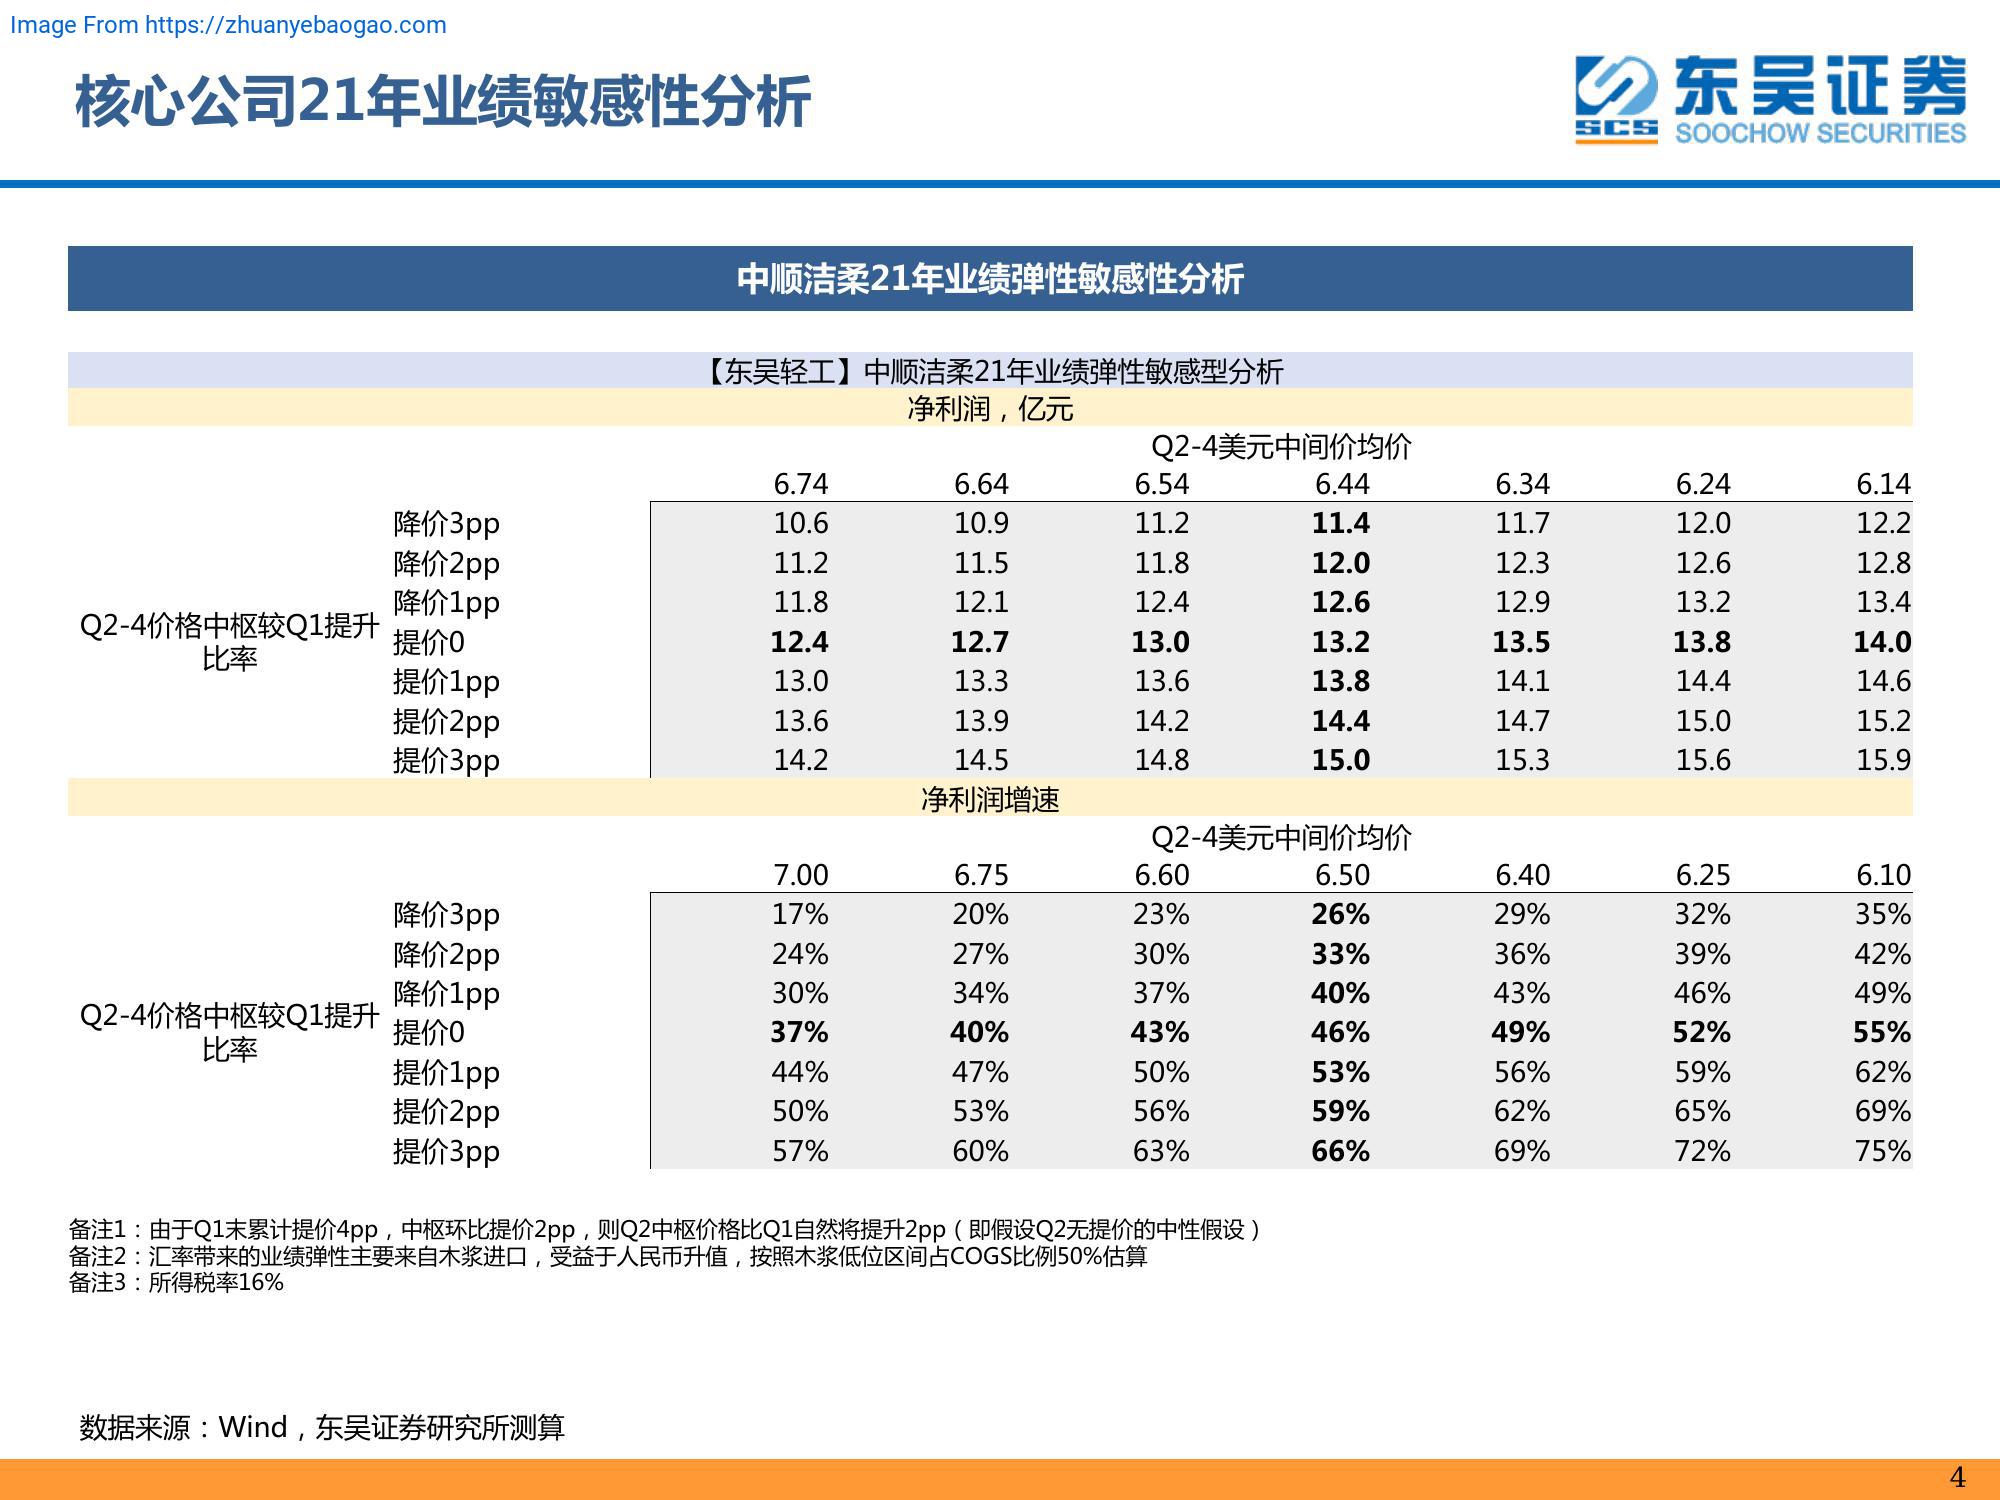 Image From https://zhuanyebaogao.com
核心公司21年业绩敏感性分析
东吴证券
SCS SOOCHOW SECURITIES
中顺洁柔21年业绩弹性敏感性分析
【东吴轻工】中顺洁柔21年业绩弹性敏感型分析
净利润，亿元
Q2-4美元中间价均价
6.74 6.64 6.54 6.44 6.34 6.24 6.14
Q2-4价格中枢较Q1提升
比率
降价3pp 10.6 10.9 11.2 11.4 11.7 12.0 12.2
降价2pp 11.2 11.5 11.8 12.0 12.3 12.6 12.8
降价1pp 11.8 12.1 12.4 12.6 12.9 13.2 13.4
提价0 12.4 12.7 13.0 13.2 13.5 13.8 14.0
提价1pp 13.0 13.3 13.6 13.8 14.1 14.4 14.6
提价2pp 13.6 13.9 14.2 14.4 14.7 15.0 15.2
提价3pp 14.2 14.5 14.8 15.0 15.3 15.6 15.9
净利润增速
Q2-4美元中间价均价
7.00 6.75 6.60 6.50 6.40 6.25 6.10
Q2-4价格中枢较Q1提升
比率
降价3pp 17% 20% 23% 26% 29% 32% 35%
降价2pp 24% 27% 30% 33% 36% 39% 42%
降价1pp 30% 34% 37% 40% 43% 46% 49%
提价0 37% 40% 43% 46% 49% 52% 55%
提价1pp 44% 47% 50% 53% 56% 59% 62%
提价2pp 50% 53% 56% 59% 62% 65% 69%
提价3pp 57% 60% 63% 66% 69% 72% 75%
备注1：由于Q1末累计提价4pp，中枢环比提价2pp，则Q2中枢价格比Q1自然将提升2pp（即假设Q2无提价的中性假设）
备注2：汇率带来的业绩弹性主要来自木浆进口，受益于人民币升值，按照木浆低位区间占COGS比例50%估算
备注3：所得税率16%
数据来源：Wind，东吴证券研究所测算
4